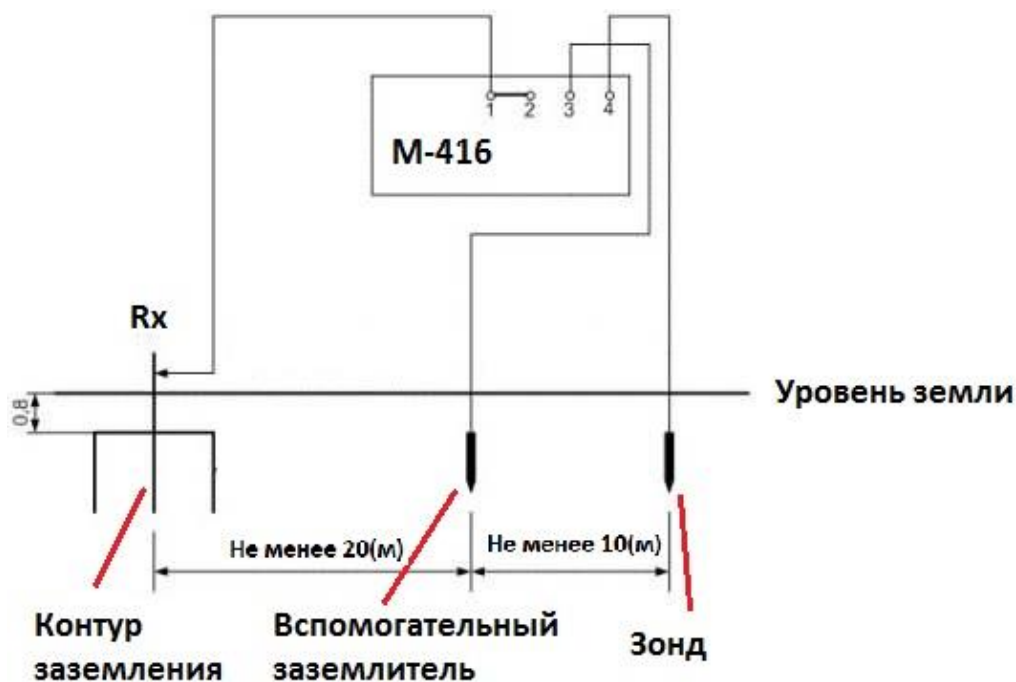 1 2 3 4
М-416
Rx
Уровень земли
0,8
Не менее 20(м)
Не менее 10(м)
Контур
заземления
Вспомогательный
заземлитель
Зонд